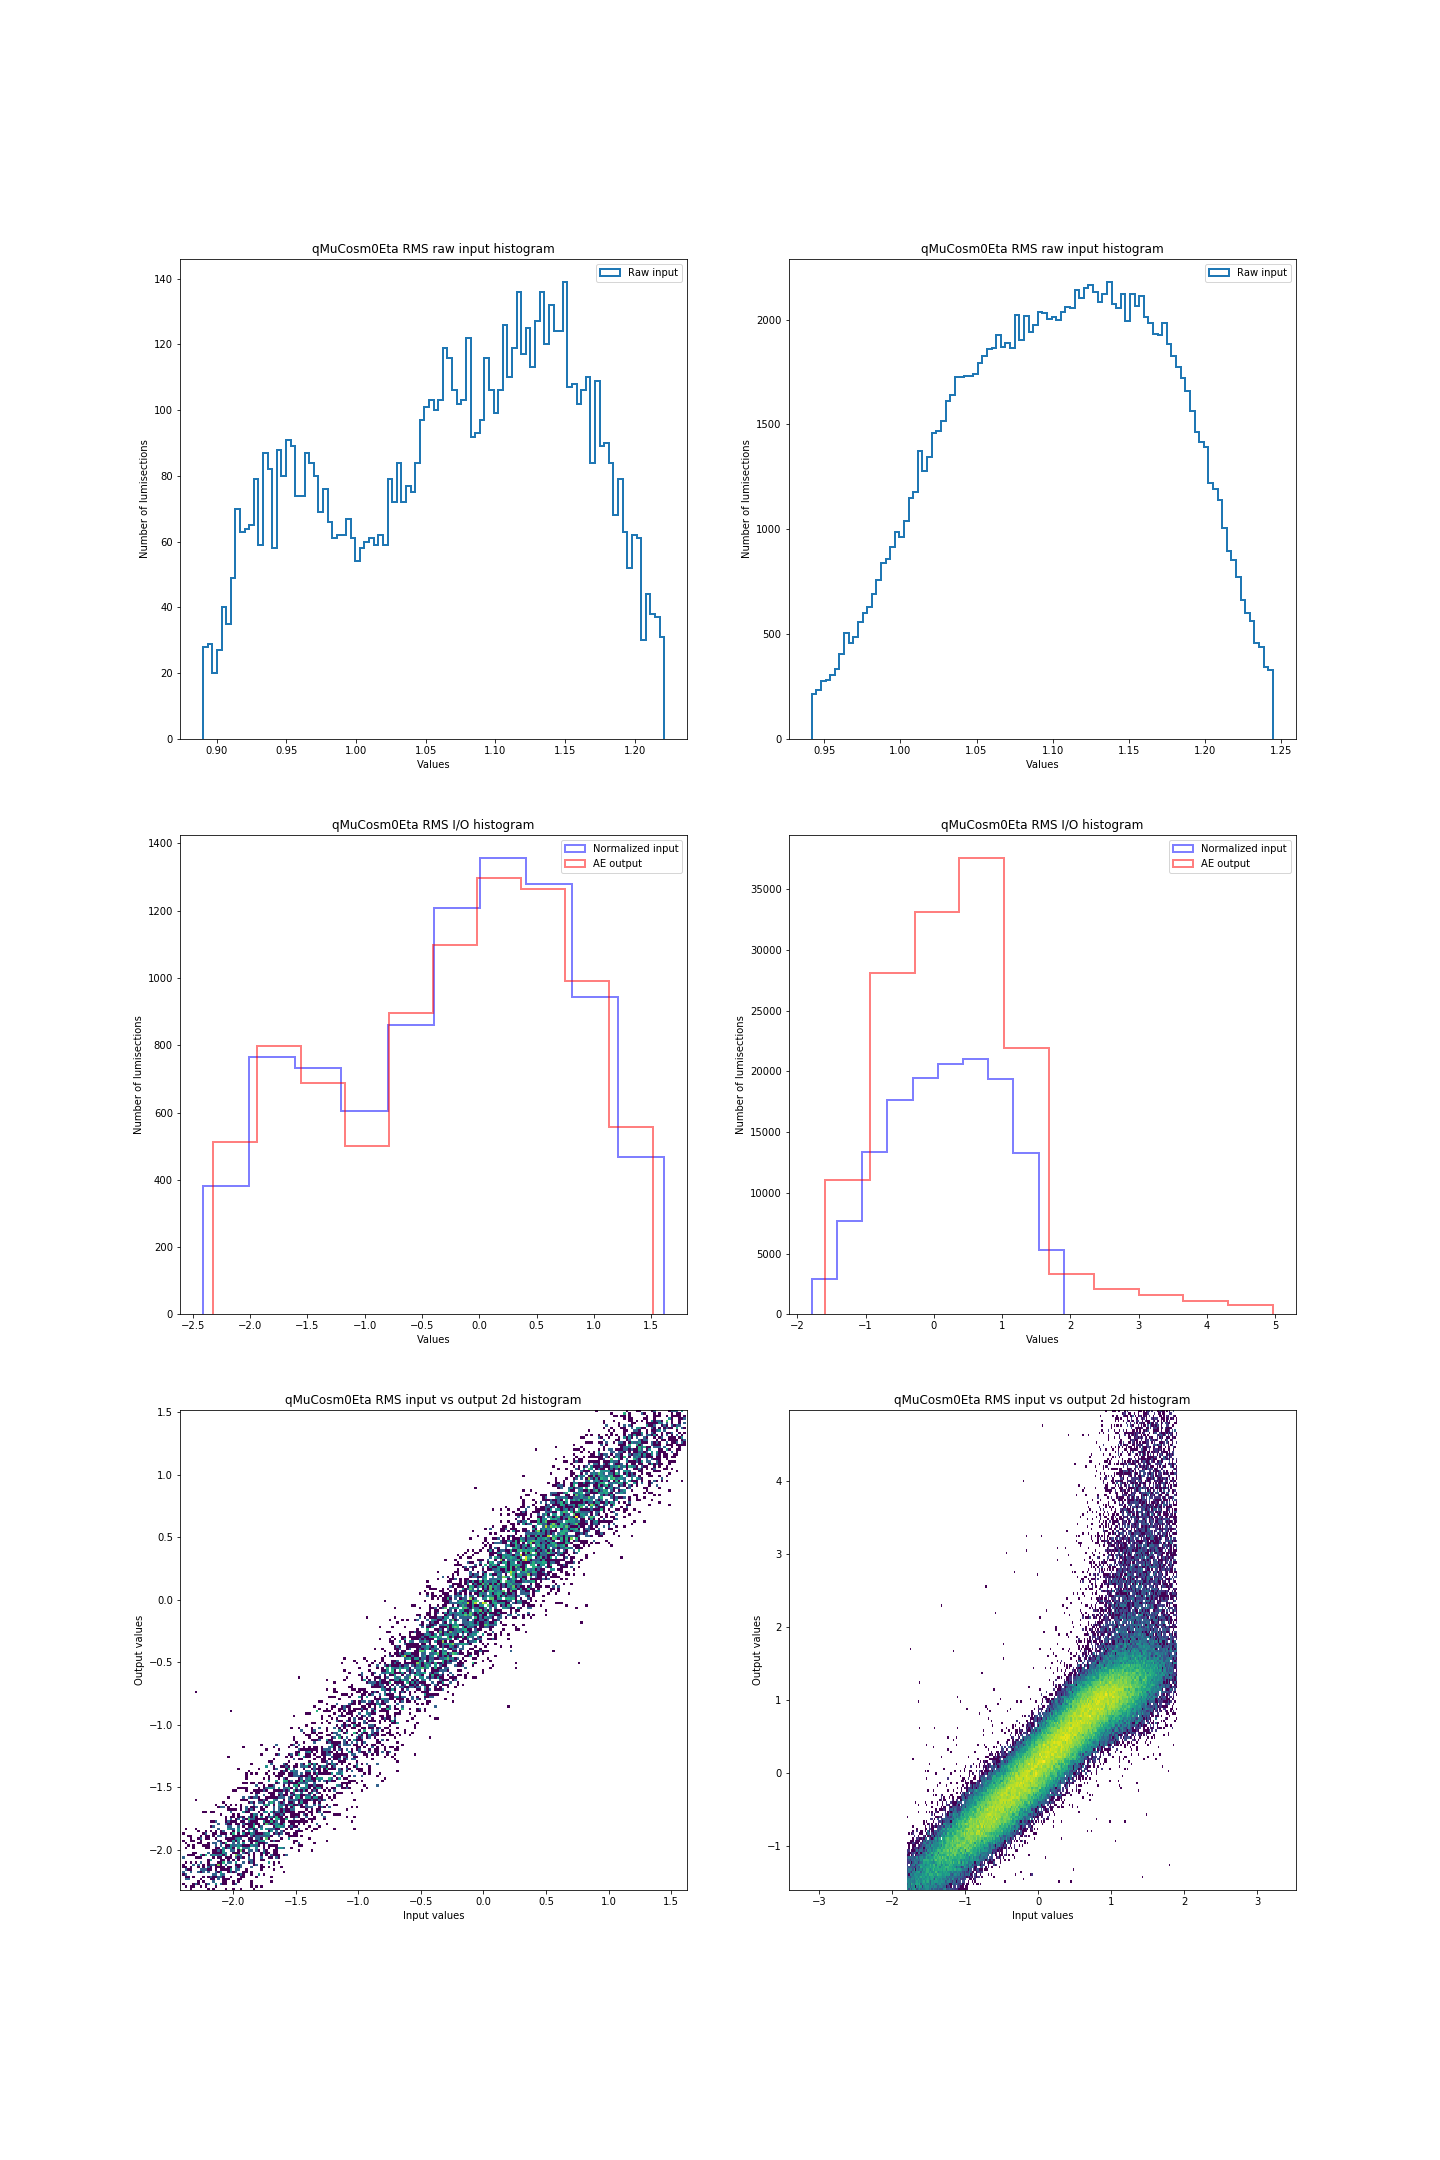 qMuCosm0Eta RMS raw input histogram
Raw input
Number of lumisections
0 20 40 60 80 100 120 140
0.90 0.95 1.00 1.05 1.10 1.15 1.20
Values
qMuCosm0Eta RMS raw input histogram
Raw input
Number of lumisections
0 500 1000 1500 2000
0.95 1.00 1.05 1.10 1.15 1.20 1.25
Values
qMuCosm0Eta RMS I/O histogram
Normalized input
AE output
Number of lumisections
0 200 400 600 800 1000 1200 1400
−2.5 −2.0 −1.5 −1.0 −0.5 0.0 0.5 1.0 1.5
Values
qMuCosm0Eta RMS I/O histogram
Normalized input
AE output
Number of lumisections
0 5000 10000 15000 20000 25000 30000 35000
−2 −1 0 1 2 3 4 5
Values
qMuCosm0Eta RMS input vs output 2d histogram
Output values
−2.0 −1.5 −1.0 −0.5 0.0 0.5 1.0 1.5
−2.0 −1.5 −1.0 −0.5 0.0 0.5 1.0 1.5
Input values
qMuCosm0Eta RMS input vs output 2d histogram
Output values
−1 0 1 2 3 4
−3 −2 −1 0 1 2 3
Input values